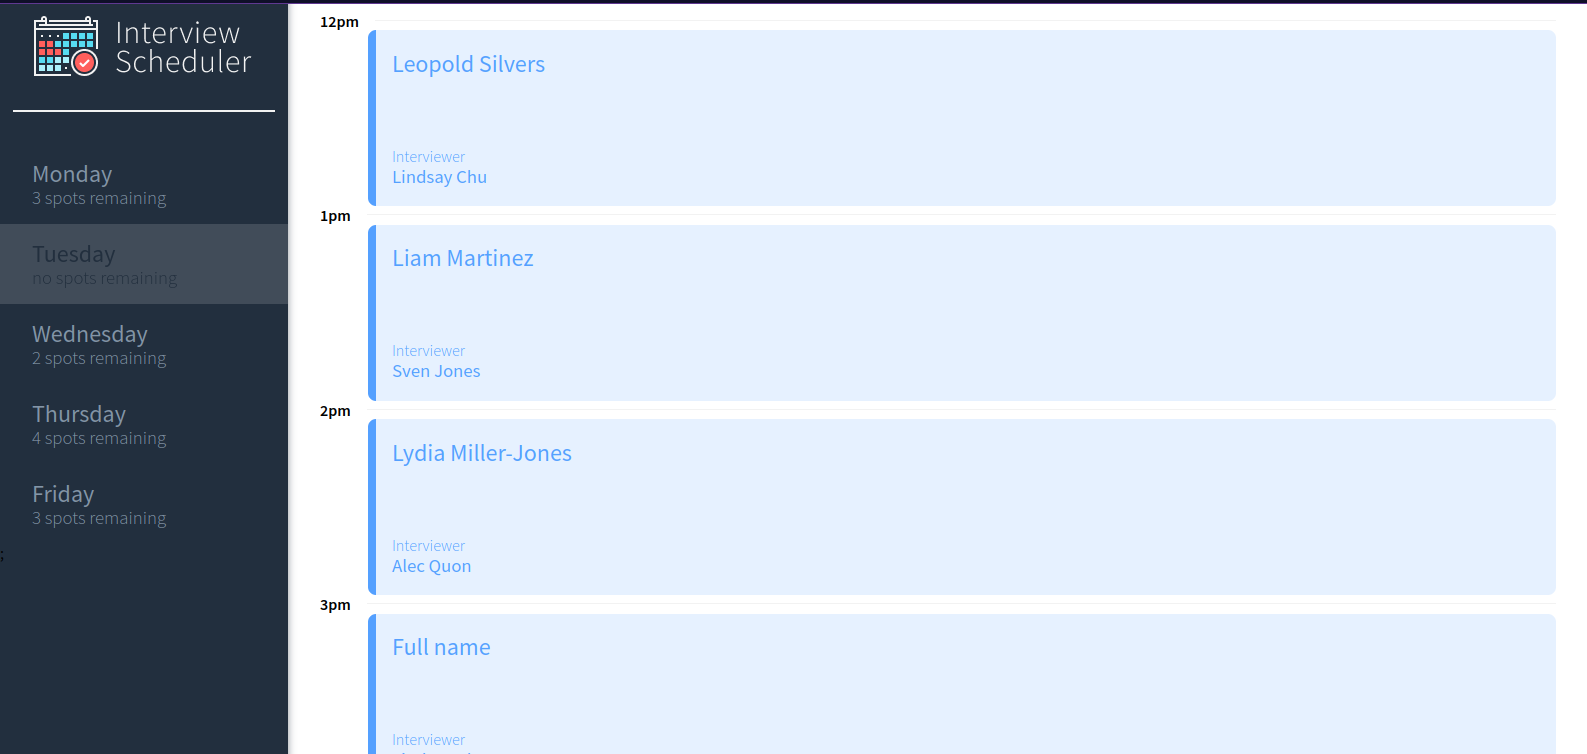 Interview
Scheduler
Monday
3 spots remaining
Tuesday
no spots remaining
Wednesday
2 spots remaining
Thursday
4 spots remaining
Friday
3 spots remaining
;
12pm
Leopold Silvers
Interviewer
Lindsay Chu
1pm
Liam Martinez
Interviewer
Sven Jones
2pm
Lydia Miller-Jones
Interviewer
Alec Quon
3pm
Full name
Interviewer